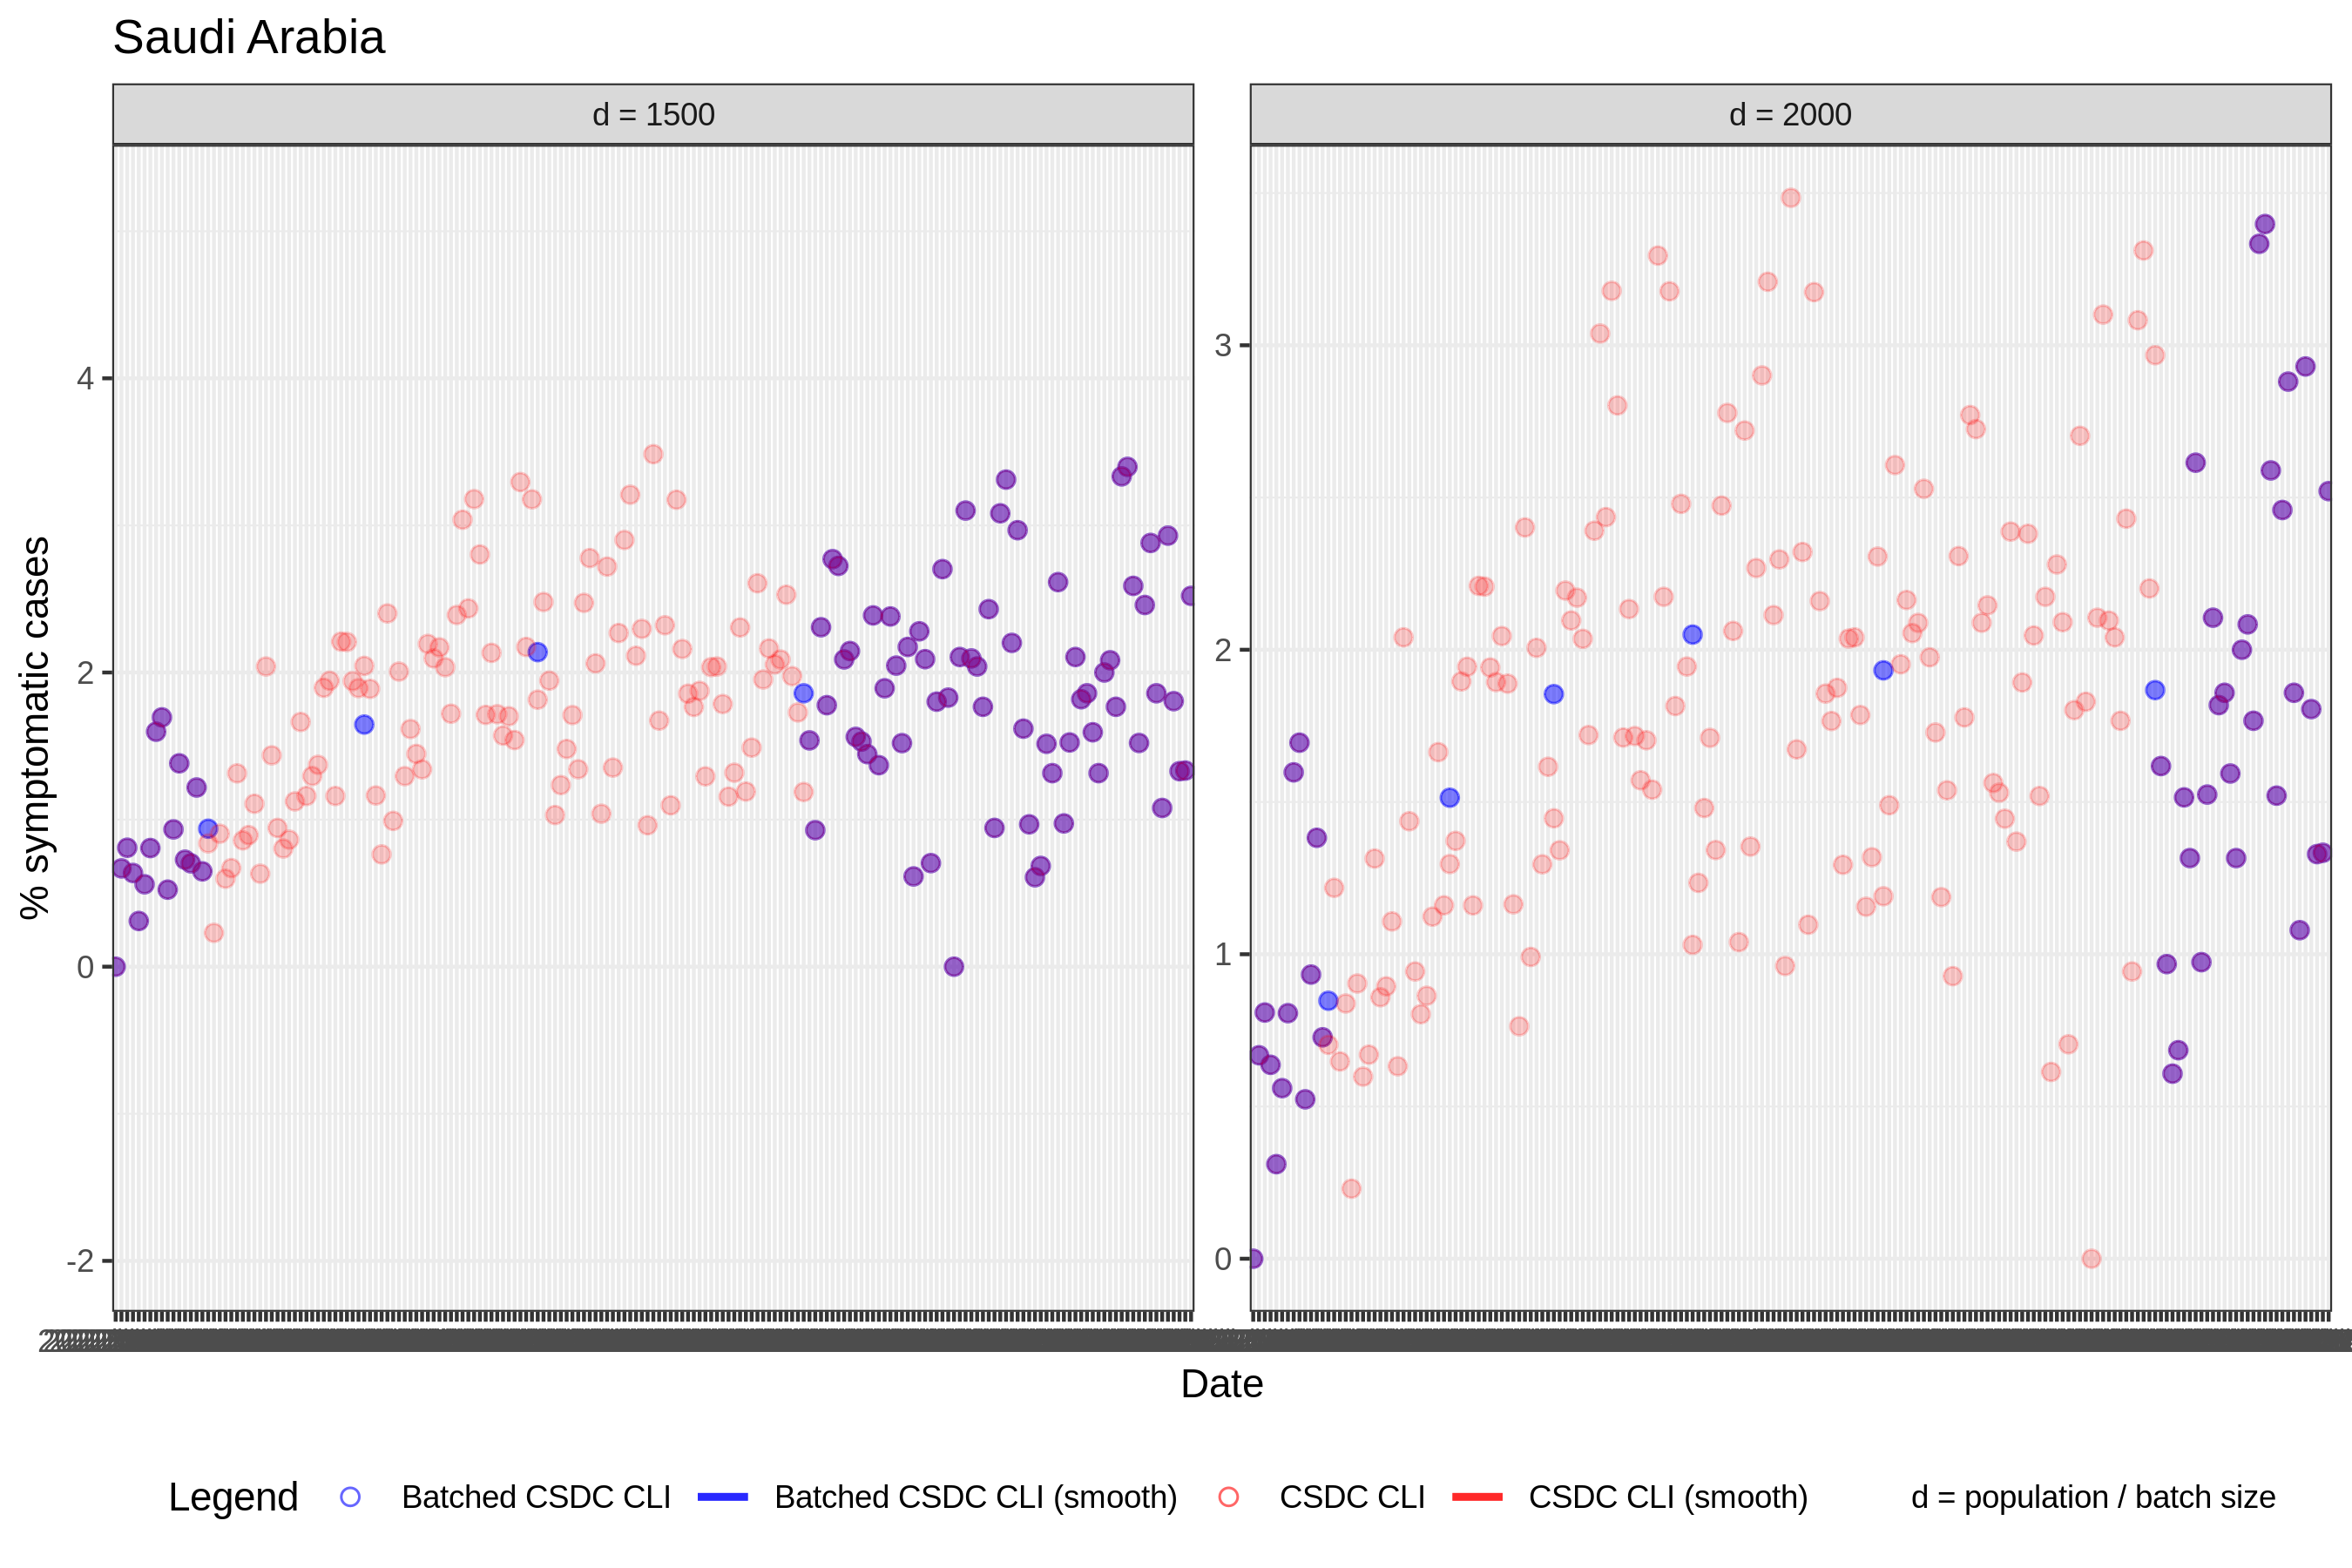 Saudi Arabia
d = 1500
d = 2000
% symptomatic cases
4
2
0
-2
3
2
1
0
Date
Legend
Batched CSDC CLI
Batched CSDC CLI (smooth)
CSDC CLI
CSDC CLI (smooth)
d = population / batch size